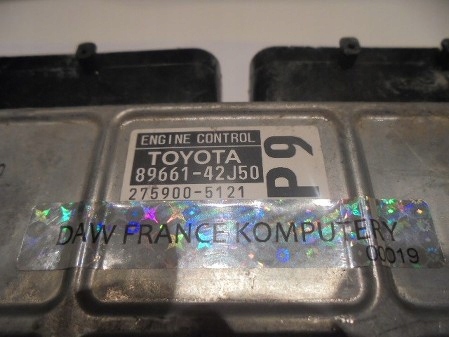 ENGINE CONTROL
TOYOTA
89661-42J50
275900-5121
P9
DAW FRANCE KOMPUTERY
00019